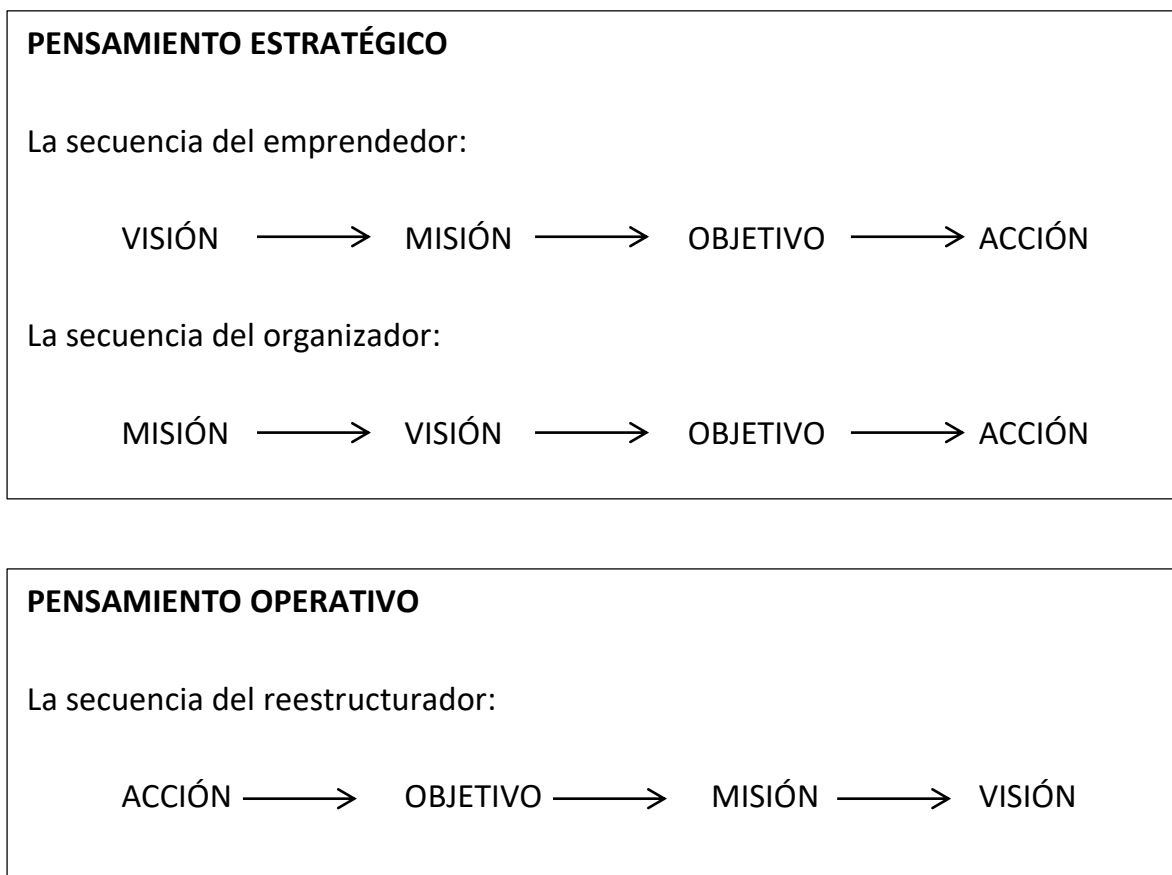 PENSAMIENTO ESTRATÉGICO
La secuencia del emprendedor:
VISIÓN MISIÓN OBJETIVO ACCIÓN
La secuencia del organizador:
MISIÓN VISIÓN OBJETIVO ACCIÓN
PENSAMIENTO OPERATIVO
La secuencia del reestructurador:
ACCIÓN OBJETIVO MISIÓN VISIÓN